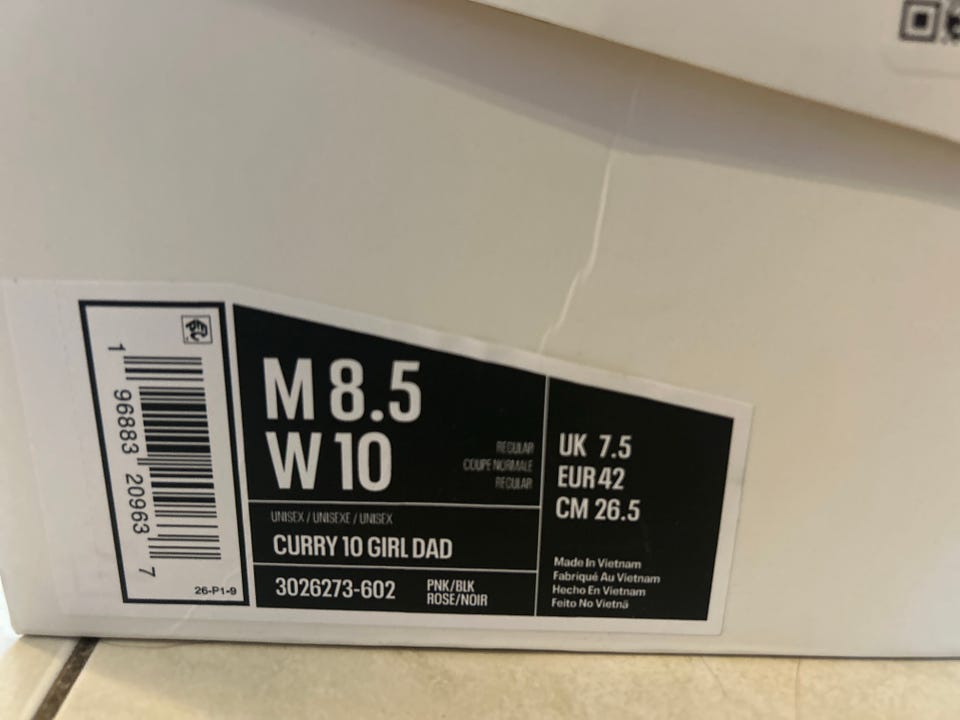 1 96883 20963 7
26-P1-9
M 8.5
W 10
REGULAR
COUPE NORMALE
REGULAR
UNISEX / UNISEXE / UNISEX
CURRY 10 GIRL DAD
3026273-602
PNK/BLK
ROSE/NOIR
UK 7.5
EUR 42
CM 26.5
Made In Vietnam
Fabriqué Au Vietnam
Hecho En Vietnam
Feito No Vietnã